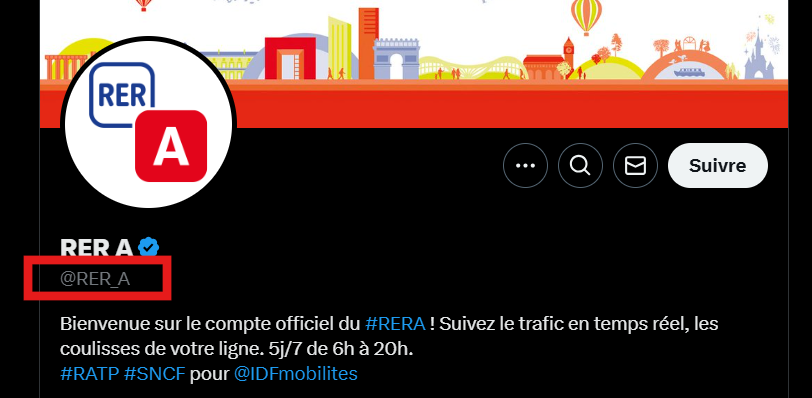 RER
A
Suivre
RER A
@RER_A
Bienvenue sur le compte officiel du #RERA ! Suivez le trafic en temps réel, les
coulisses de votre ligne. 5j/7 de 6h à 20h.
#RATP #SNCF pour @IDFmobilites